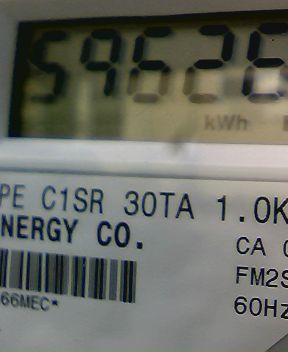 59626
kWh
PE C1SR 30TA 1.0K
NERGY CO.
CA
FM2S
66MEC*
60Hz